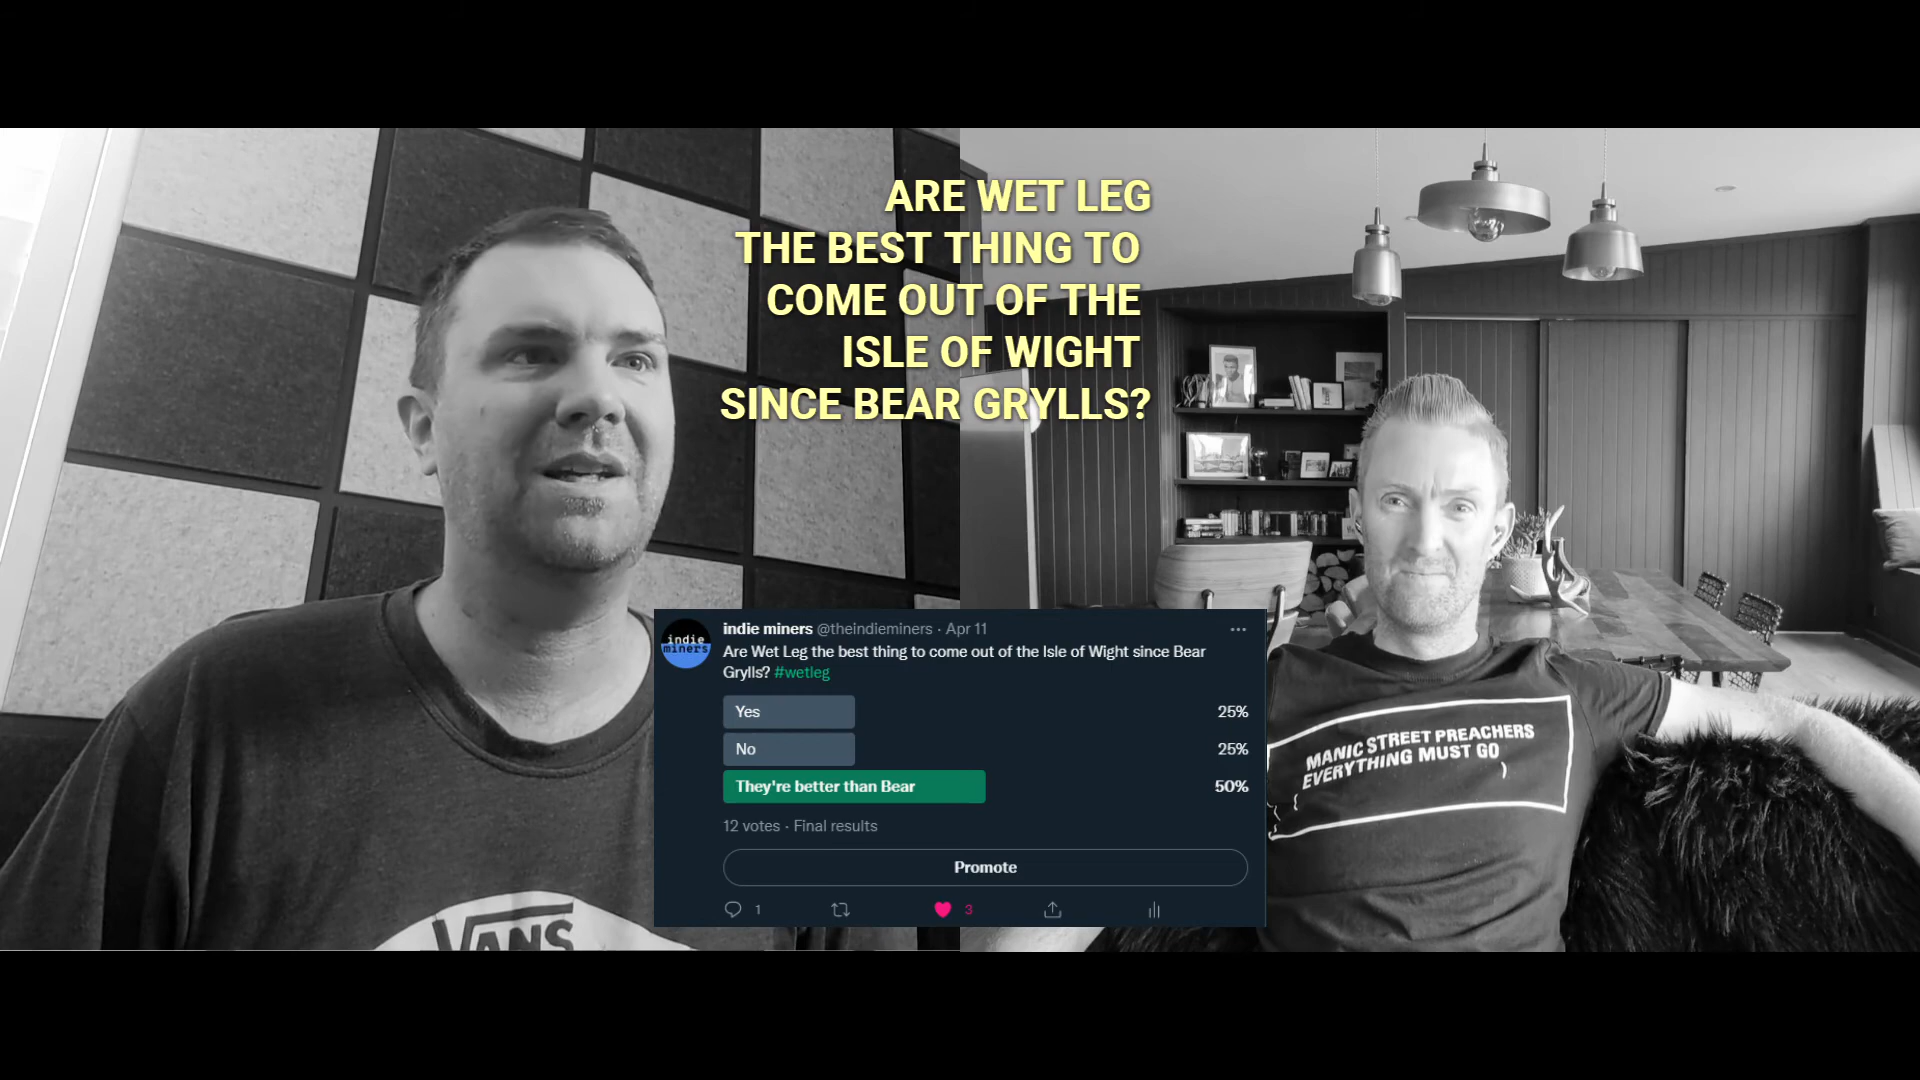 ARE WET LEG
THE BEST THING TO
COME OUT OF THE
ISLE OF WIGHT
SINCE BEAR GRYLLS?
indie
miners
indie miners @theindieminers · Apr 11
Are Wet Leg the best thing to come out of the Isle of Wight since Bear
Grylls? #wetleg
Yes 25%
No 25%
They're better than Bear 50%
12 votes · Final results
Promote
1 3
MANIC STREET PREACHERS
EVERYTHING MUST GO
VANS